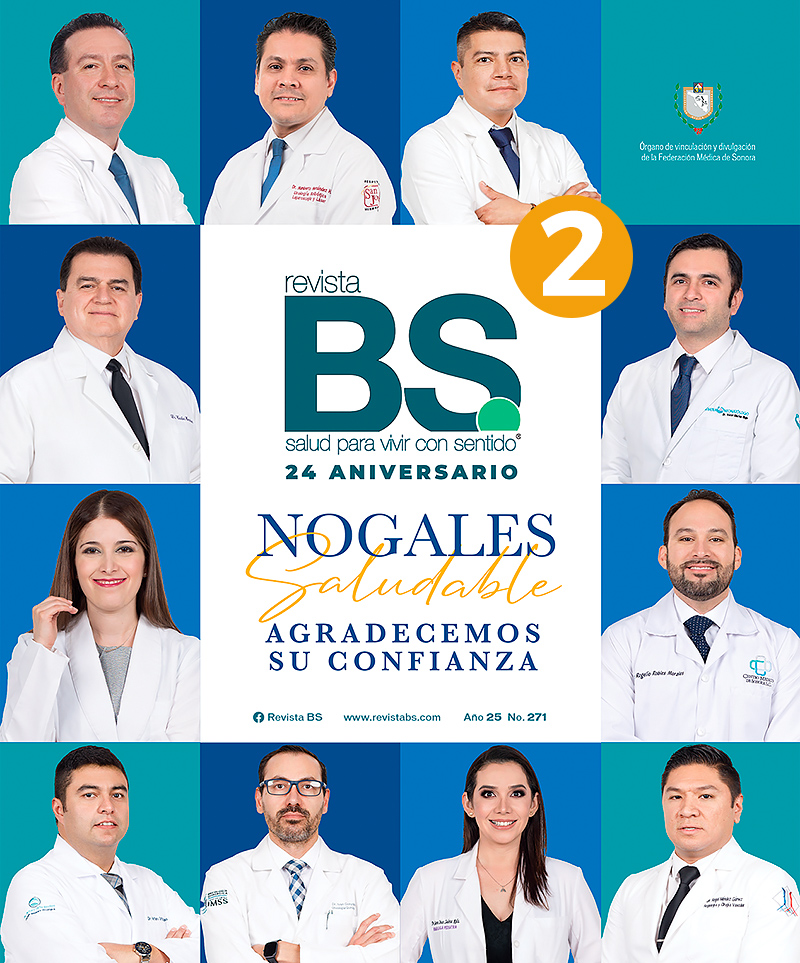 Órgano de vinculación y divulgación
de la Federación Médica de Sonora
2
revista
BS
salud para vivir con sentido®
24 ANIVERSARIO
NOGALES
Saludable
AGRADECEMOS
SU CONFIANZA
Revista BS www.revistabs.com Año 25 No. 271
Rogelio Robles Morales
CENTRO MÉDICO
IMSS